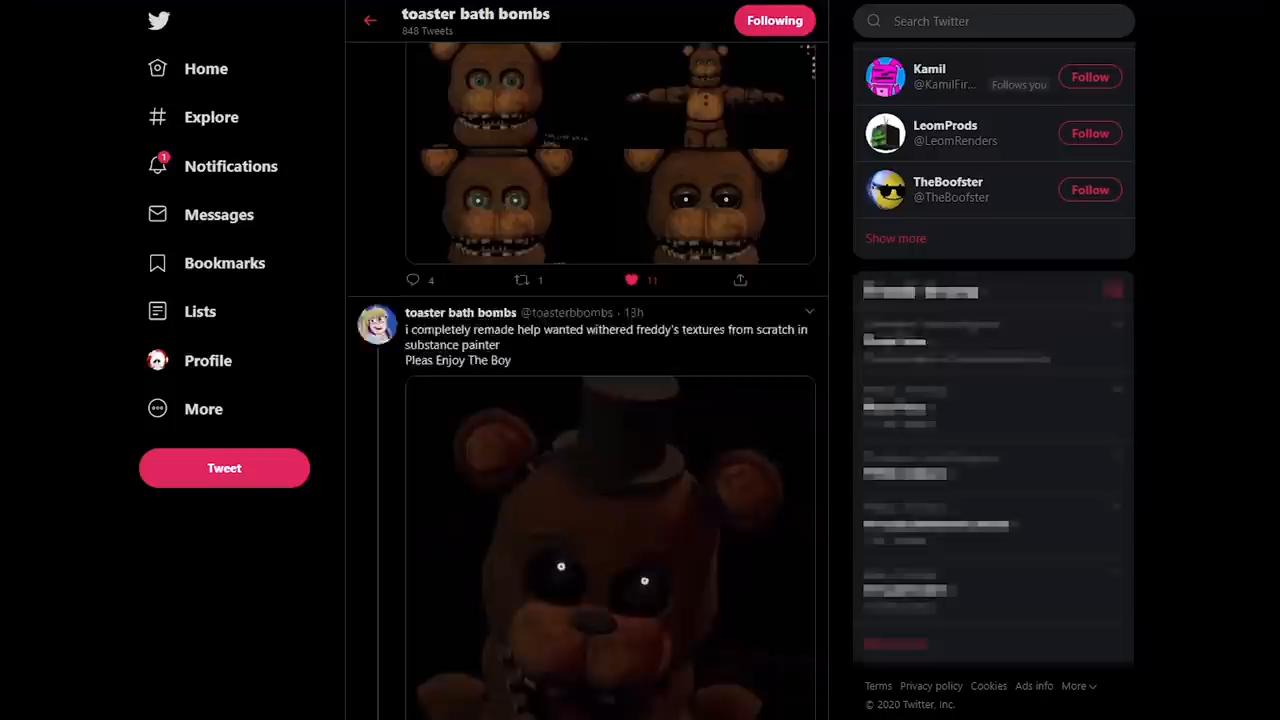 Home
Explore
1
Notifications
Messages
Bookmarks
Lists
Profile
More
Tweet
toaster bath bombs
848 Tweets
Following
4
1
11
toaster bath bombs @toasterbbombs · 13h
i completely remade help wanted withered freddy's textures from scratch in
substance painter
Pleas Enjoy The Boy
Search Twitter
Kamil
@KamilFir... Follows you
Follow
LeomProds
@LeomRenders
Follow
TheBoofster
@TheBoofster
Follow
Show more
Terms Privacy policy Cookies Ads info More
© 2020 Twitter, Inc.